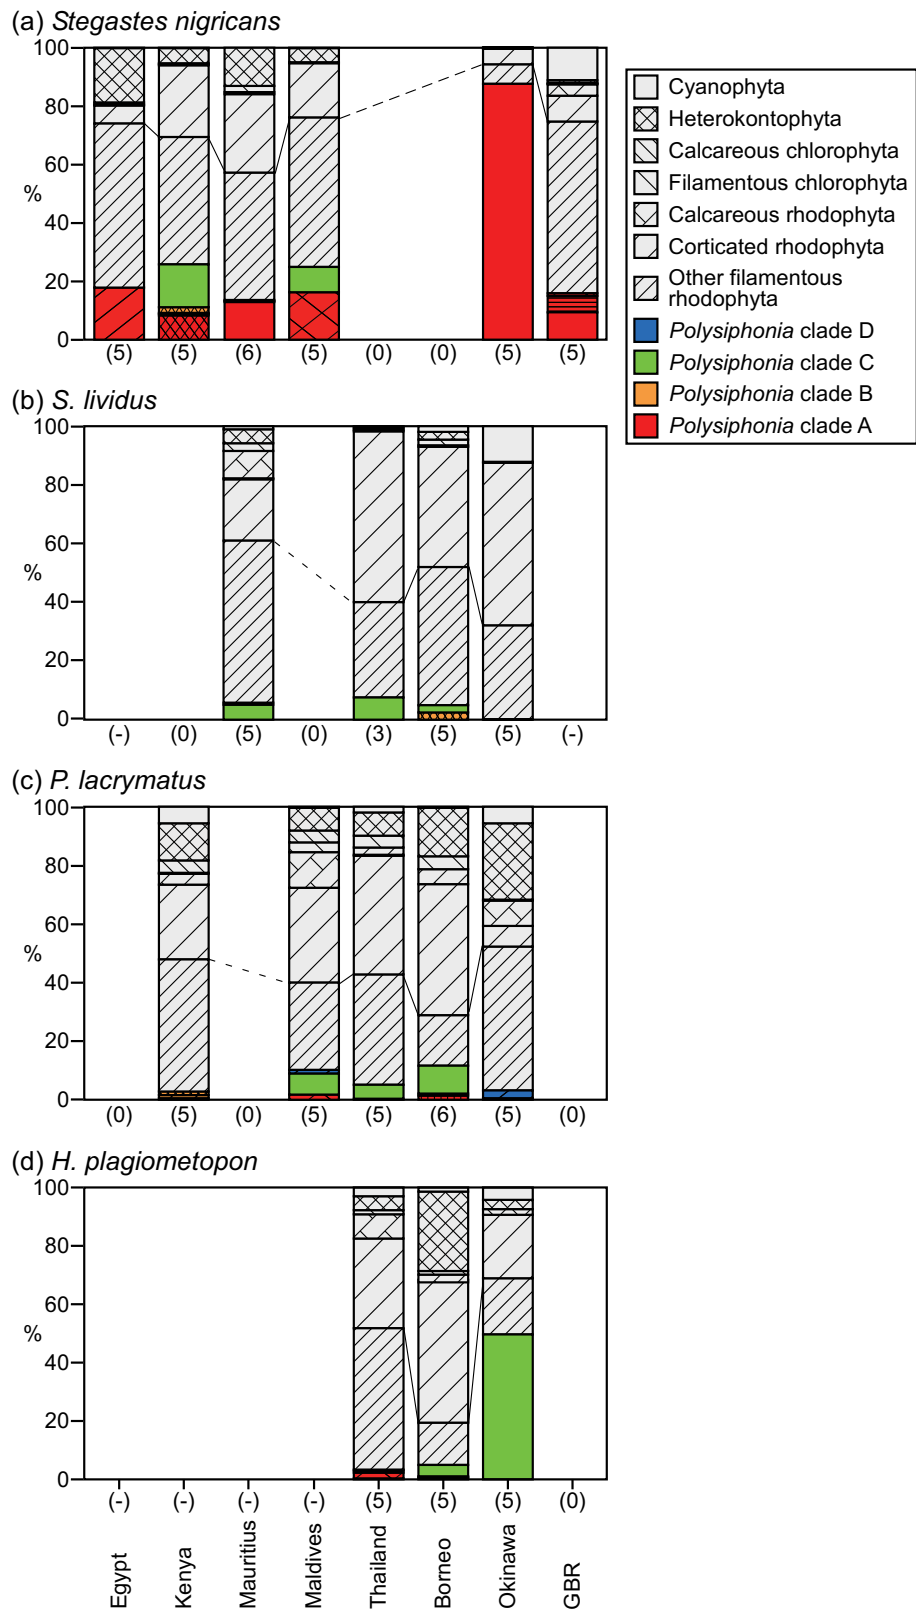 (a) Stegastes nigricans
100
80
60
%
40
20
0
(5) (5) (6) (5) (0) (0) (5) (5)
Cyanophyta
Heterokontophyta
Calcareous chlorophyta
Filamentous chlorophyta
Calcareous rhodophyta
Corticated rhodophyta
Other filamentous
rhodophyta
Polysiphonia clade D
Polysiphonia clade C
Polysiphonia clade B
Polysiphonia clade A
(b) S. lividus
100
80
60
%
40
20
0
(-) (0) (5) (0) (3) (5) (5) (-)
(c) P. lacrymatus
100
80
60
%
40
20
0
(0) (5) (0) (5) (5) (6) (5) (0)
(d) H. plagiometopon
100
80
60
%
40
20
0
(-) (-) (-) (-) (5) (5) (5) (0)
Egypt
Kenya
Mauritius
Maldives
Thailand
Borneo
Okinawa
GBR